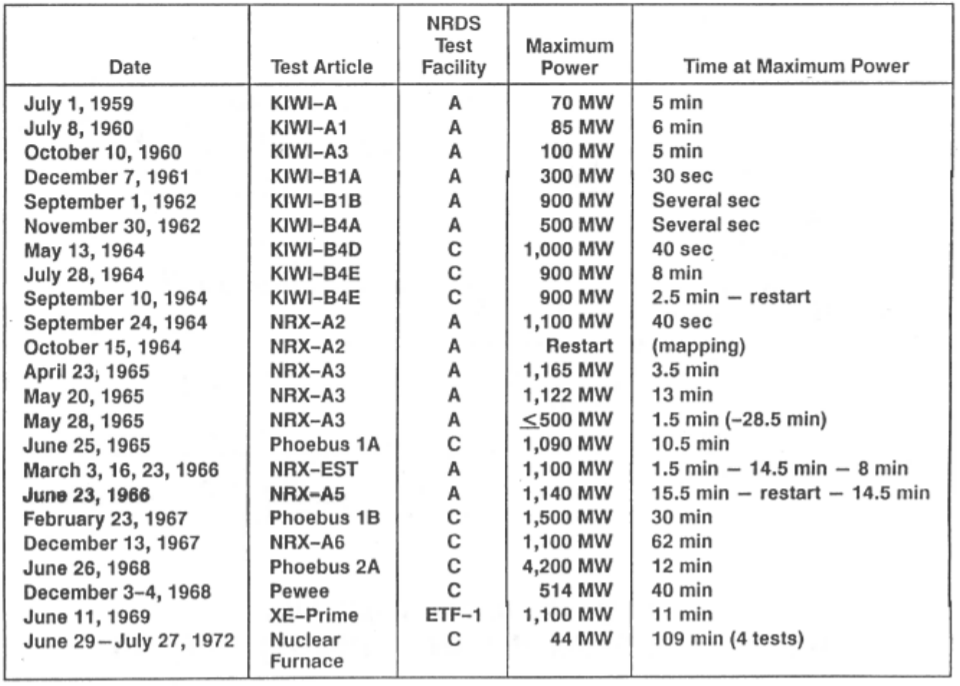 Date Test Article NRDS Test Facility Maximum Power Time at Maximum Power
July 1, 1959 KIWI–A A 70 MW 5 min
July 8, 1960 KIWI–A1 A 85 MW 6 min
October 10, 1960 KIWI–A3 A 100 MW 5 min
December 7, 1961 KIWI–B1A A 300 MW 30 sec
September 1, 1962 KIWI–B1B A 900 MW Several sec
November 30, 1962 KIWI–B4A A 500 MW Several sec
May 13, 1964 KIWI–B4D C 1,000 MW 40 sec
July 28, 1964 KIWI–B4E C 900 MW 8 min
September 10, 1964 KIWI–B4E C 900 MW 2.5 min — restart
September 24, 1964 NRX–A2 A 1,100 MW 40 sec
October 15, 1964 NRX–A2 A Restart (mapping)
April 23, 1965 NRX–A3 A 1,165 MW 3.5 min
May 20, 1965 NRX–A3 A 1,122 MW 13 min
May 28, 1965 NRX–A3 A ≤500 MW 1.5 min (–28.5 min)
June 25, 1965 Phoebus 1A C 1,090 MW 10.5 min
March 3, 16, 23, 1966 NRX–EST A 1,100 MW 1.5 min — 14.5 min — 8 min
June 23, 1966 NRX–A5 A 1,140 MW 15.5 min — restart — 14.5 min
February 23, 1967 Phoebus 1B C 1,500 MW 30 min
December 13, 1967 NRX–A6 C 1,100 MW 62 min
June 26, 1968 Phoebus 2A C 4,200 MW 12 min
December 3–4, 1968 Pewee C 514 MW 40 min
June 11, 1969 XE–Prime ETF–1 1,100 MW 11 min
June 29—July 27, 1972 Nuclear Furnace C 44 MW 109 min (4 tests)